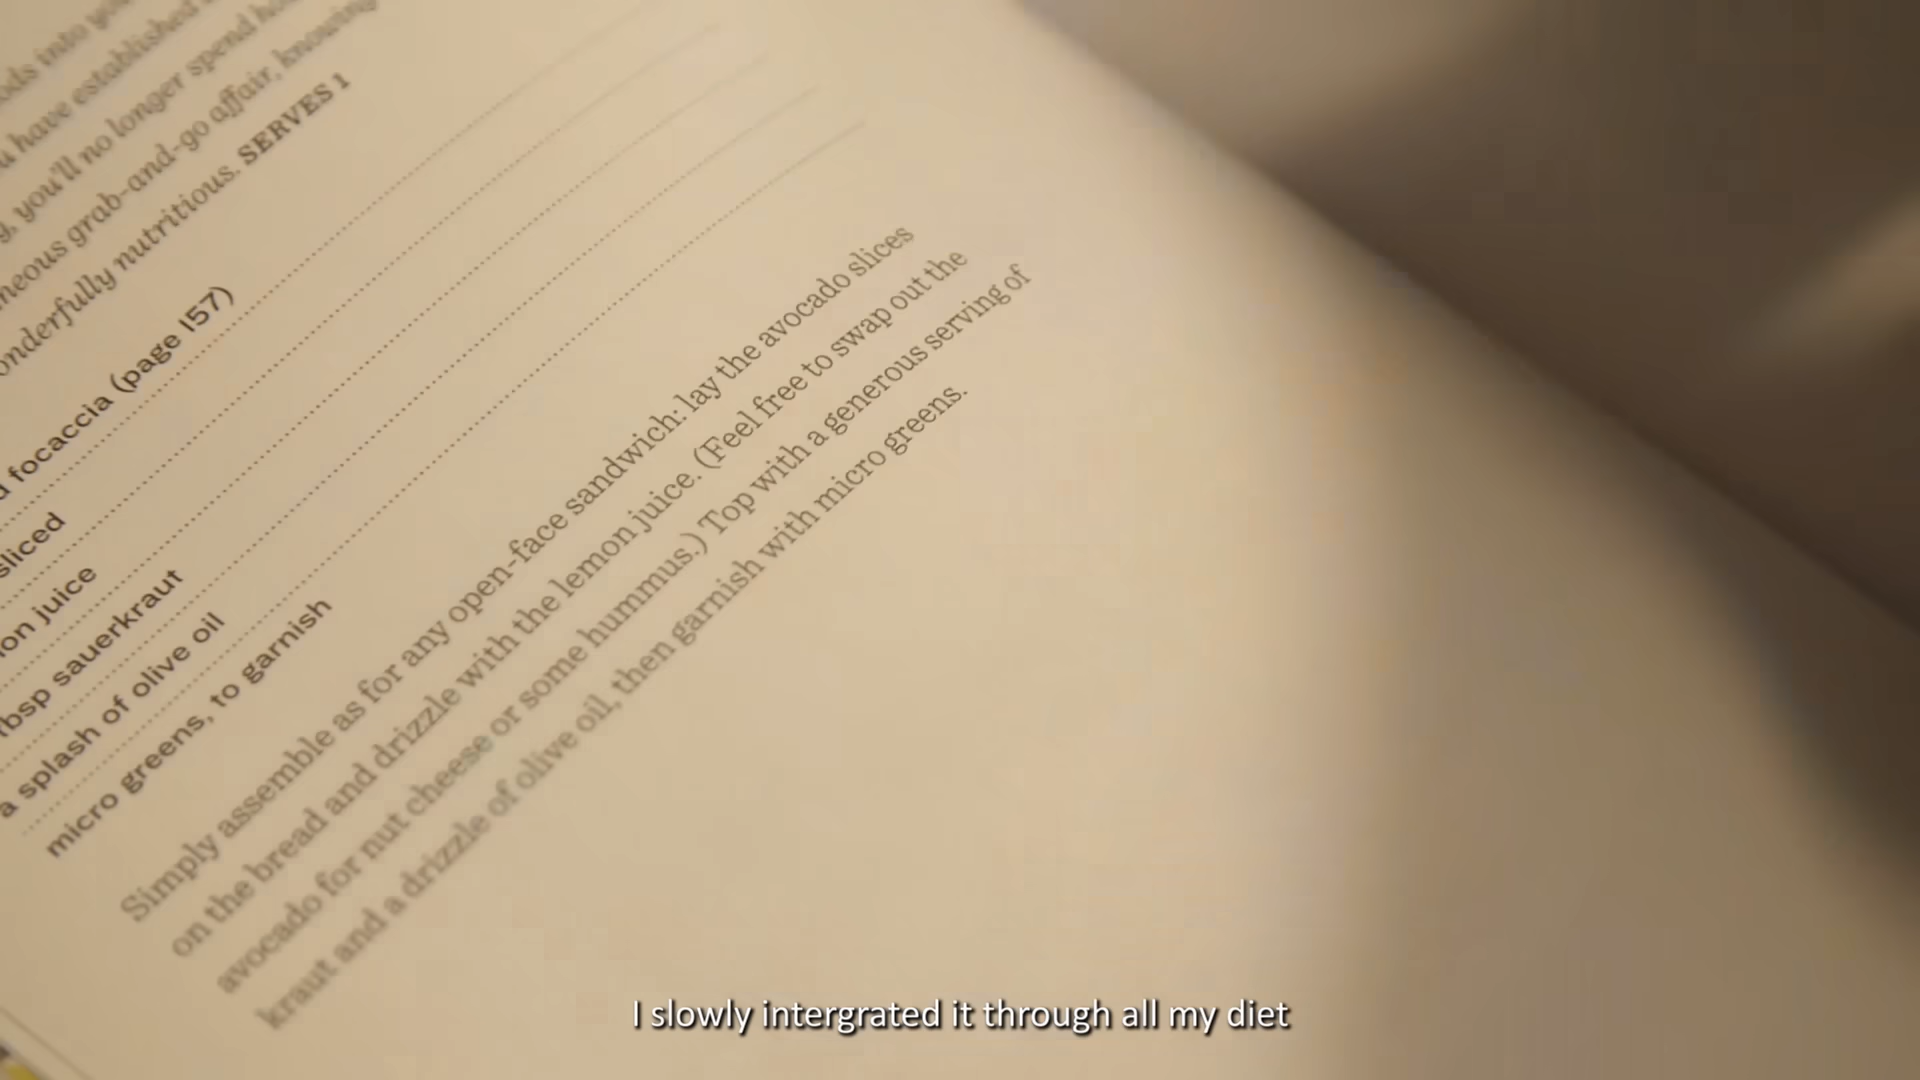 ods into
have established
g, you'll no longer spend
neous grab-and-go affair, knowing
onderfully nutritious. SERVES 1
d focaccia (page 157)
sliced
on juice
tbsp sauerkraut
a splash of olive oil
micro greens, to garnish
Simply assemble as for any open-face sandwich: lay the avocado slices
on the bread and drizzle with the lemon juice. (Feel free to swap out the
avocado for nut cheese or some hummus.) Top with a generous serving of
kraut and a drizzle of olive oil, then garnish with micro greens.
I slowly intergrated it through all my diet